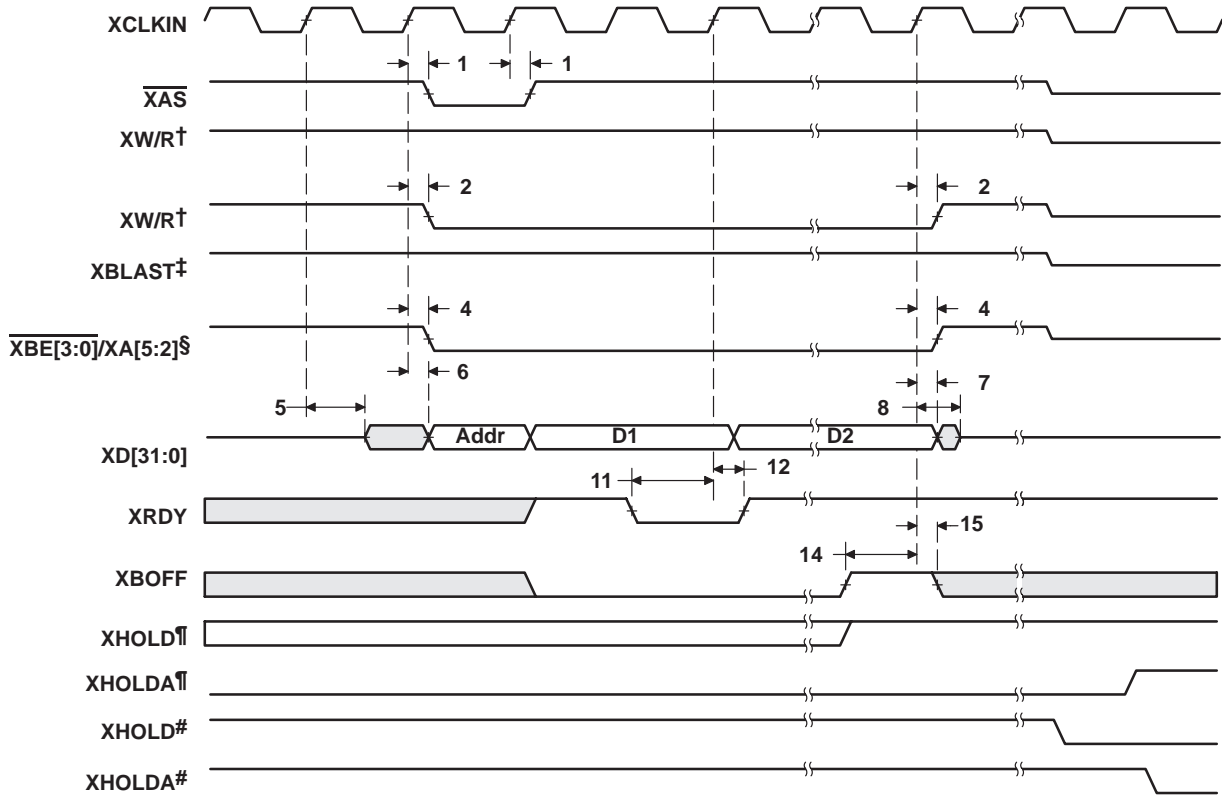 XCLKIN
1 1
XAS
XW/R†
2 2
XW/R†
XBLAST‡
4 4
XBE[3:0]/XA[5:2]§
6 7
5 8
Addr D1 D2
XD[31:0]
11 12
XRDY
15
14
XBOFF
XHOLD¶
XHOLDA¶
XHOLD#
XHOLDA#